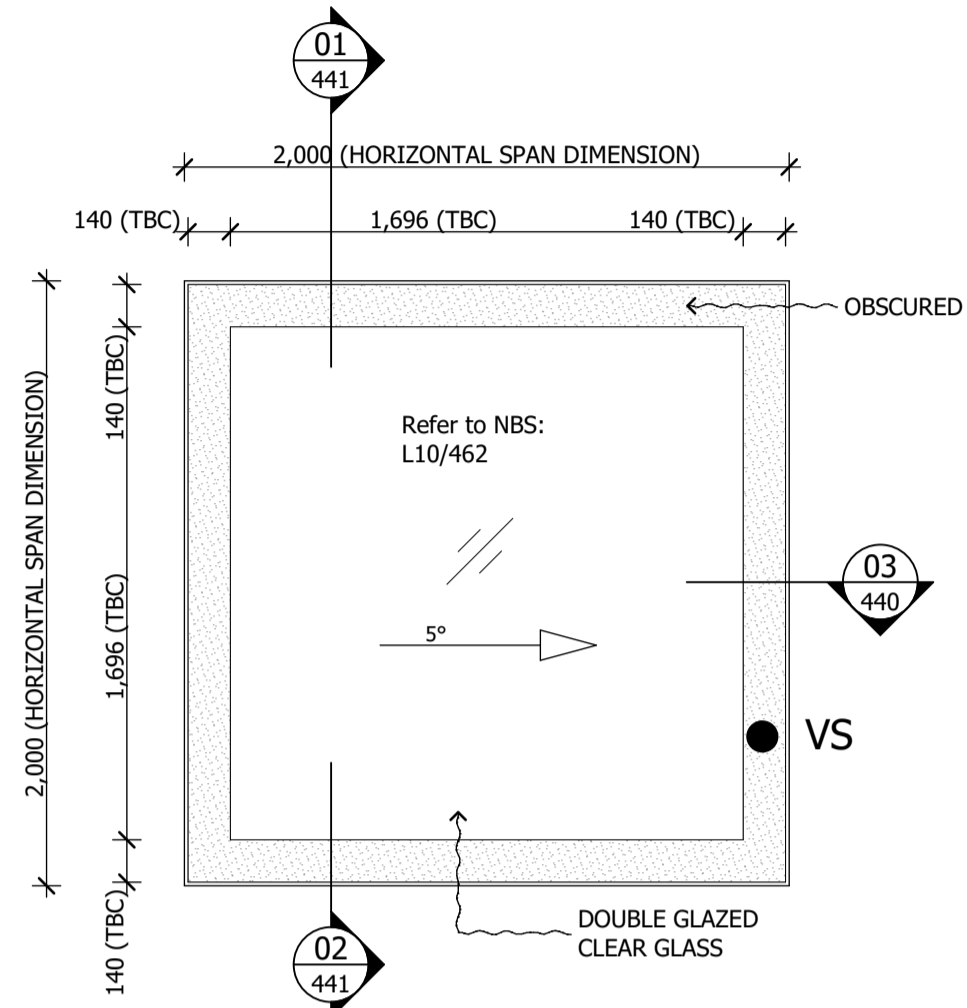 01
441
2,000 (HORIZONTAL SPAN DIMENSION)
140 (TBC)
1,696 (TBC)
140 (TBC)
OBSCURED
2,000 (HORIZONTAL SPAN DIMENSION)
140 (TBC)
1,696 (TBC)
140 (TBC)
Refer to NBS:
L10/462
5°
03
440
VS
DOUBLE GLAZED
CLEAR GLASS
02
441